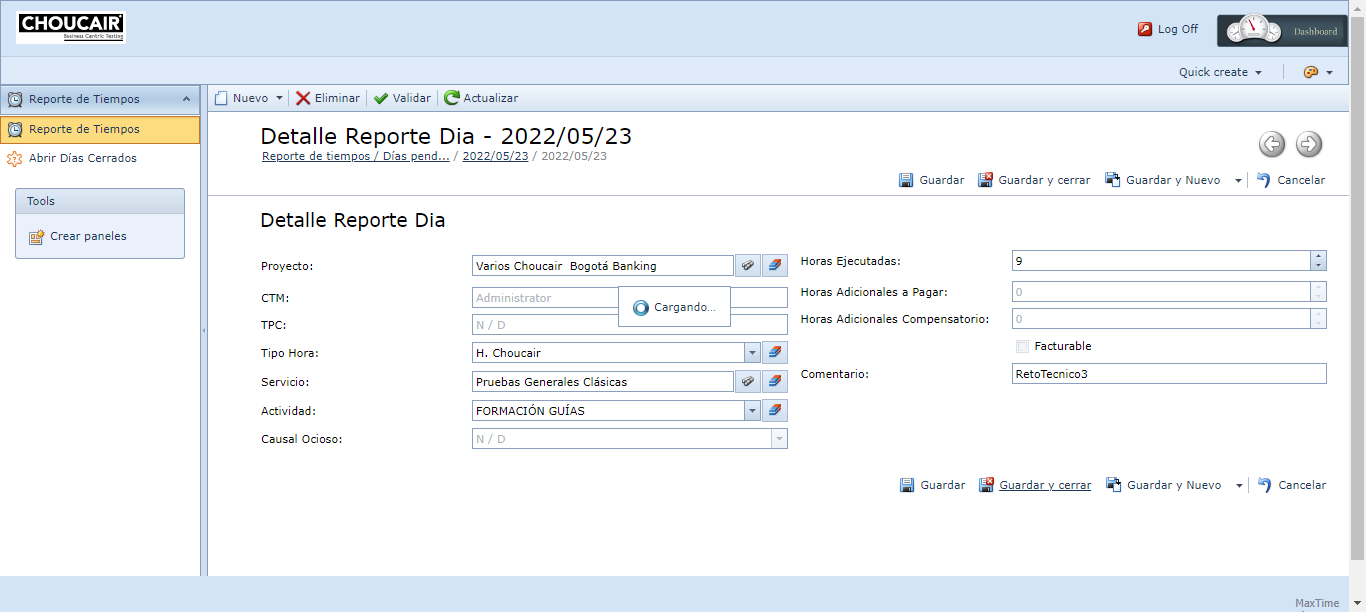 CHOUCAIR
Business Centric Testing
Log Off
Dashboard
Quick create
Reporte de Tiempos
Nuevo Eliminar Validar Actualizar
Reporte de Tiempos
Abrir Días Cerrados
Tools
Crear paneles
Detalle Reporte Dia - 2022/05/23
Reporte de tiempos / Días pend... / 2022/05/23 / 2022/05/23
Guardar Guardar y cerrar Guardar y Nuevo Cancelar
Detalle Reporte Dia
Proyecto: Varios Choucair Bogotá Banking
CTM: Administrator
TPC: N / D
Tipo Hora: H. Choucair
Servicio: Pruebas Generales Clásicas
Actividad: FORMACIÓN GUÍAS
Causal Ocioso: N / D
Cargando...
Horas Ejecutadas: 9
Horas Adicionales a Pagar: 0
Horas Adicionales Compensatorio: 0
Facturable
Comentario: RetoTecnico3
Guardar Guardar y cerrar Guardar y Nuevo Cancelar
MaxTime